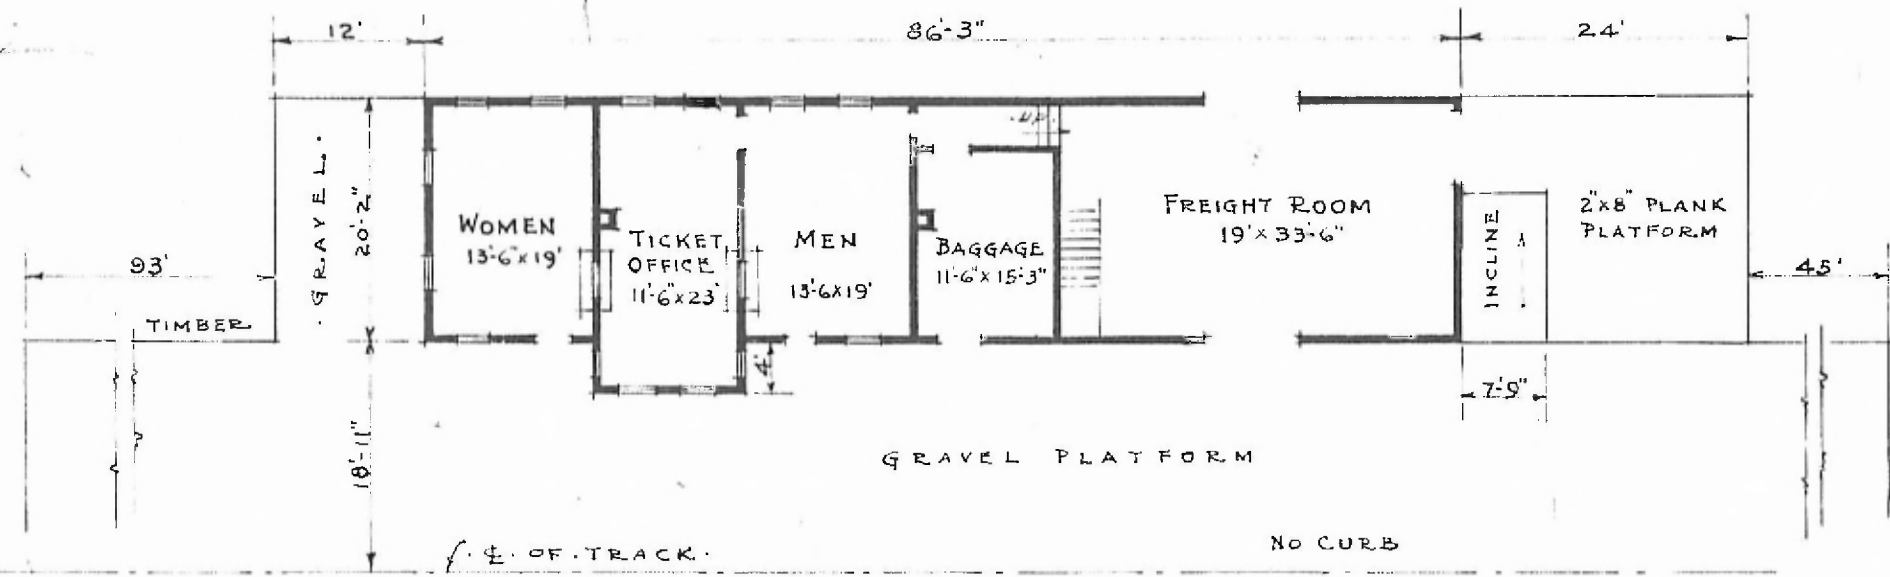 12'
86'-3"
24'
UP.
GRAVEL.
20'-2"
WOMEN
13'-6"x19'
TICKET
OFFICE
11'-6"x23'
MEN
13'-6x19'
BAGGAGE
11'-6"x15'-3"
FREIGHT ROOM
19'x33'-6"
INCLINE
2"x8" PLANK
PLATFORM
93'
45'
TIMBER
4'
7'-9"
18'-11"
GRAVEL PLATFORM
℄ OF TRACK.
NO CURB